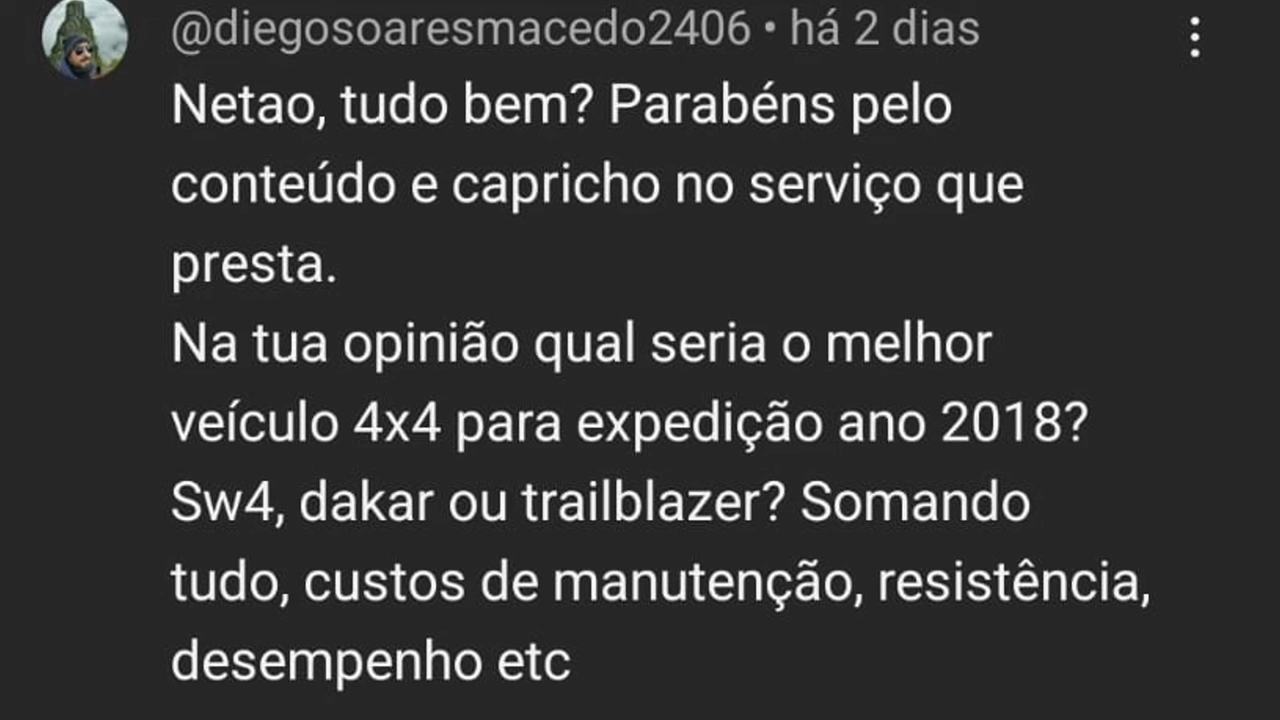 @diegosoaresmacedo2406 • há 2 dias
Netao, tudo bem? Parabéns pelo
conteúdo e capricho no serviço que
presta.
Na tua opinião qual seria o melhor
veículo 4x4 para expedição ano 2018?
Sw4, dakar ou trailblazer? Somando
tudo, custos de manutenção, resistência,
desempenho etc